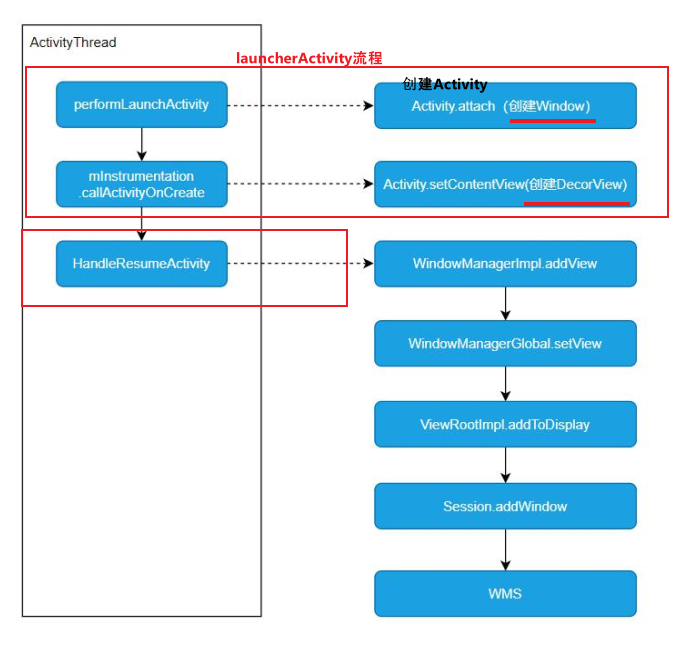 ActivityThread
launcherActivity流程
创建Activity
performLaunchActivity
Activity.attach（创建Window）
mInstrumentation
.callActivityOnCreate
Activity.setContentView(创建DecorView)
HandleResumeActivity
WindowManagerImpl.addView
WindowManagerGlobal.setView
ViewRootImpl.addToDisplay
Session.addWindow
WMS